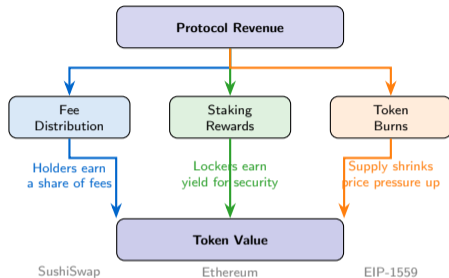 Protocol Revenue
Fee
Distribution
Staking
Rewards
Token
Burns
Holders earn
a share of fees
Lockers earn
yield for security
Supply shrinks
price pressure up
Token Value
SushiSwap
Ethereum
EIP-1559